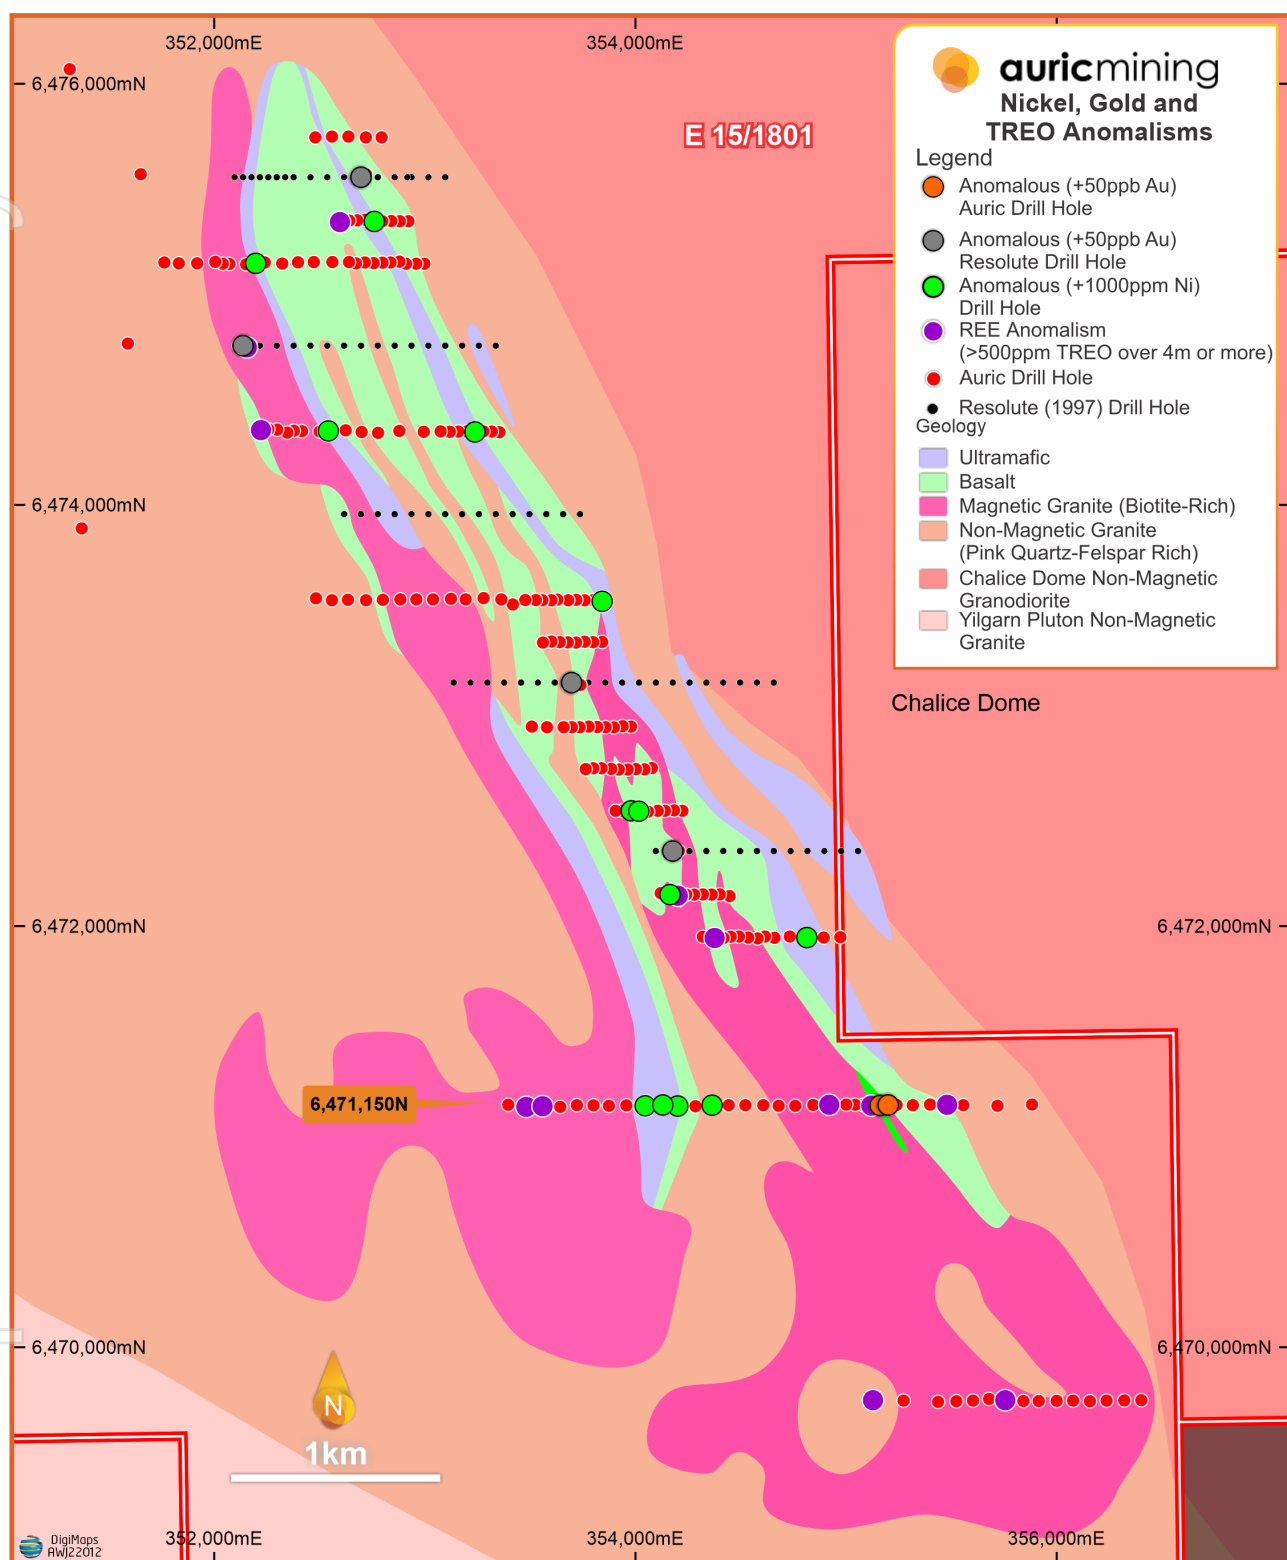 352,000mE
354,000mE
6,476,000mN
E 15/1801
auricmining
Nickel, Gold and
TREO Anomalisms
Legend
Anomalous (+50ppb Au)
Auric Drill Hole
Anomalous (+50ppb Au)
Resolute Drill Hole
Anomalous (+1000ppm Ni)
Drill Hole
REE Anomalism
(>500ppm TREO over 4m or more)
Auric Drill Hole
Resolute (1997) Drill Hole
Geology
Ultramafic
Basalt
Magnetic Granite (Biotite-Rich)
Non-Magnetic Granite
(Pink Quartz-Felspar Rich)
Chalice Dome Non-Magnetic
Granodiorite
Yilgarn Pluton Non-Magnetic
Granite
6,474,000mN
Chalice Dome
6,472,000mN
6,472,000mN
6,471,150N
6,470,000mN
6,470,000mN
N
1km
DigiMaps
AWJ22012
352,000mE
354,000mE
356,000mE